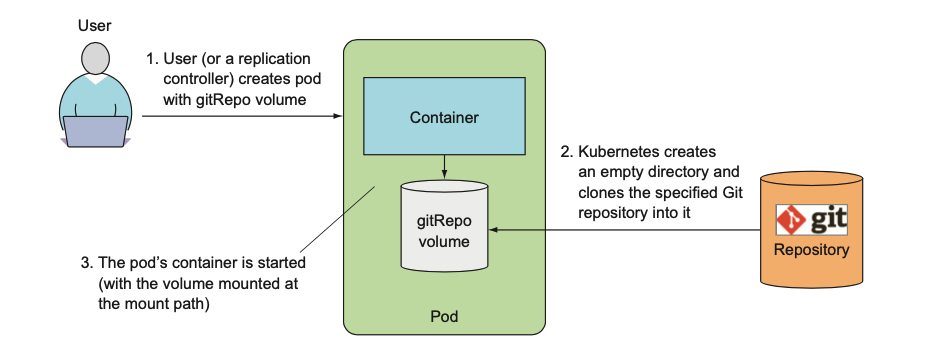 User
1. User (or a replication
controller) creates pod
with gitRepo volume
Container
2. Kubernetes creates
an empty directory and
clones the specified Git
repository into it
git
Repository
gitRepo
volume
3. The pod’s container is started
(with the volume mounted at
the mount path)
Pod